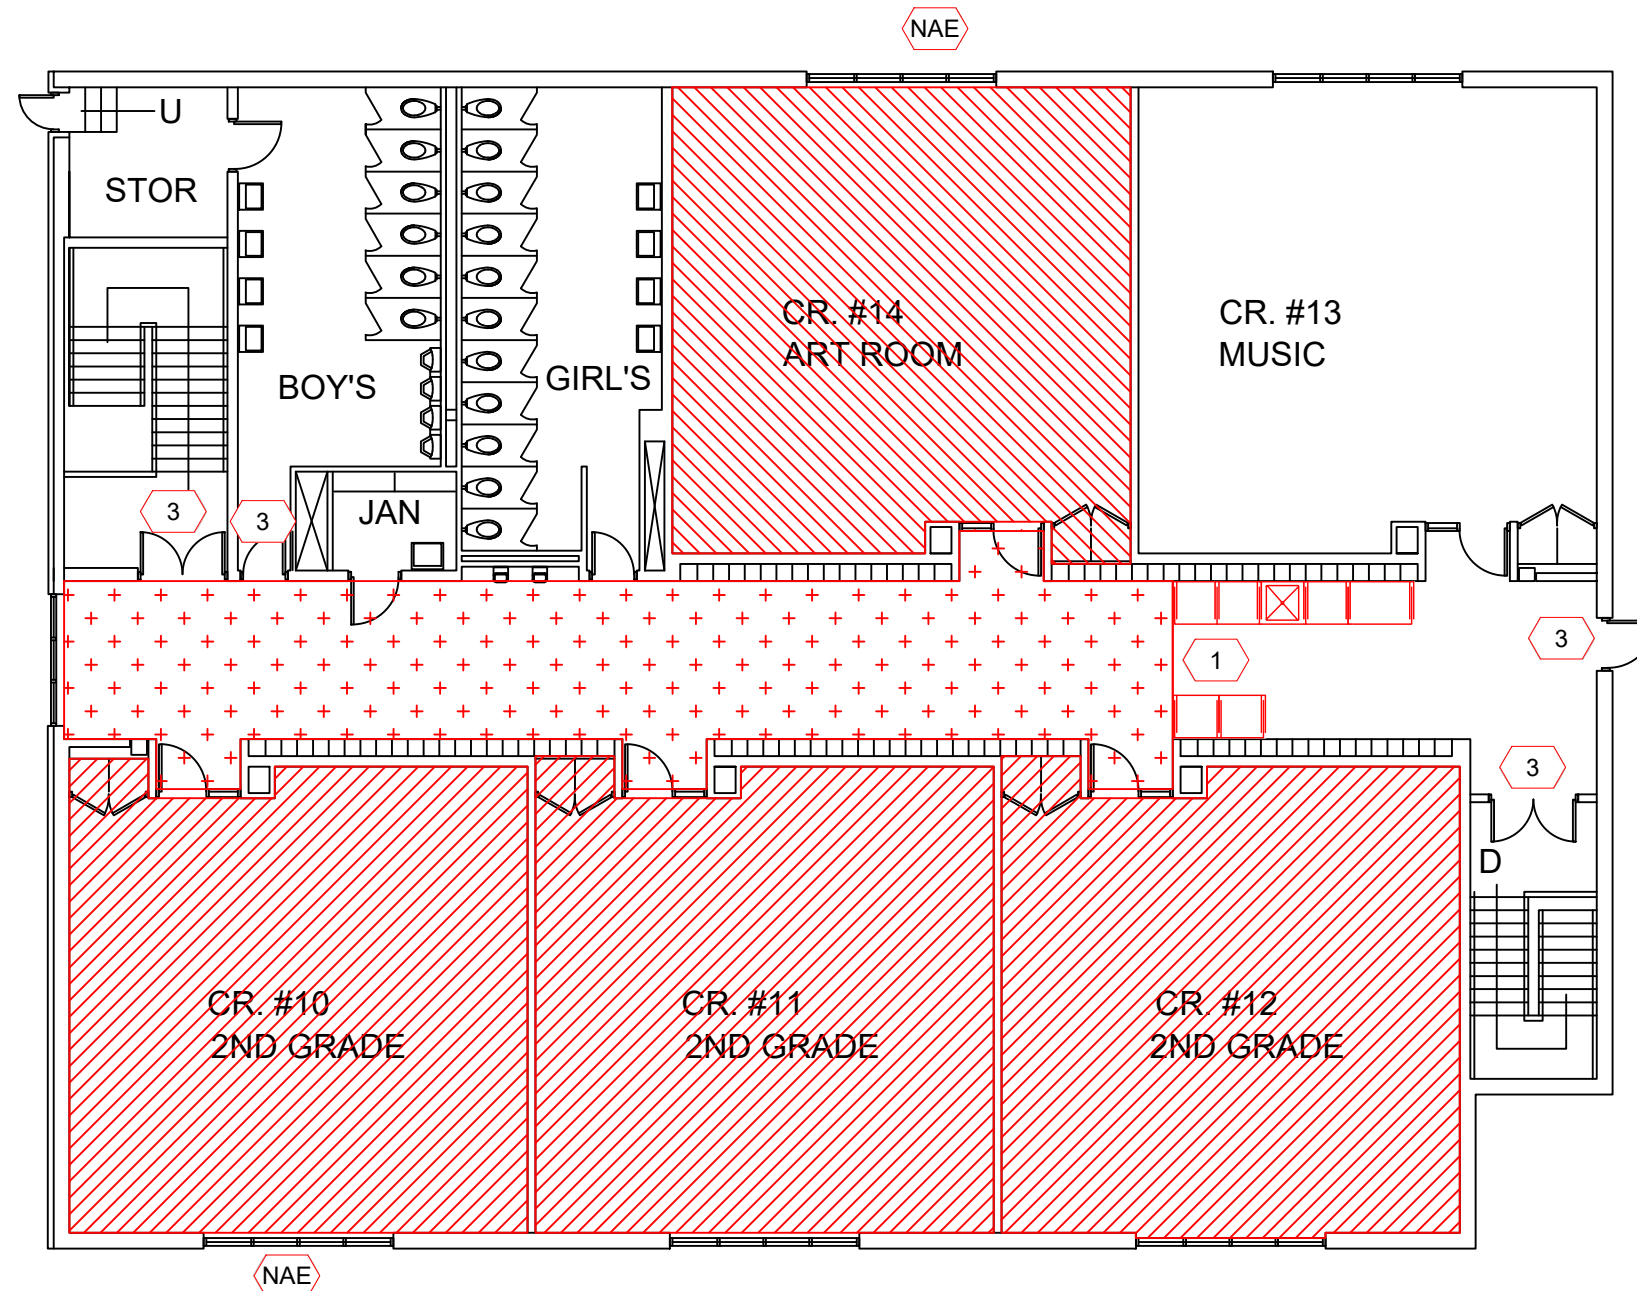 NAE
U
STOR
CR. #14
ART ROOM
CR. #13
MUSIC
BOY'S
GIRL'S
3
3
JAN
1
3
3
D
CR. #10
2ND GRADE
CR. #11
2ND GRADE
CR. #12
2ND GRADE
NAE